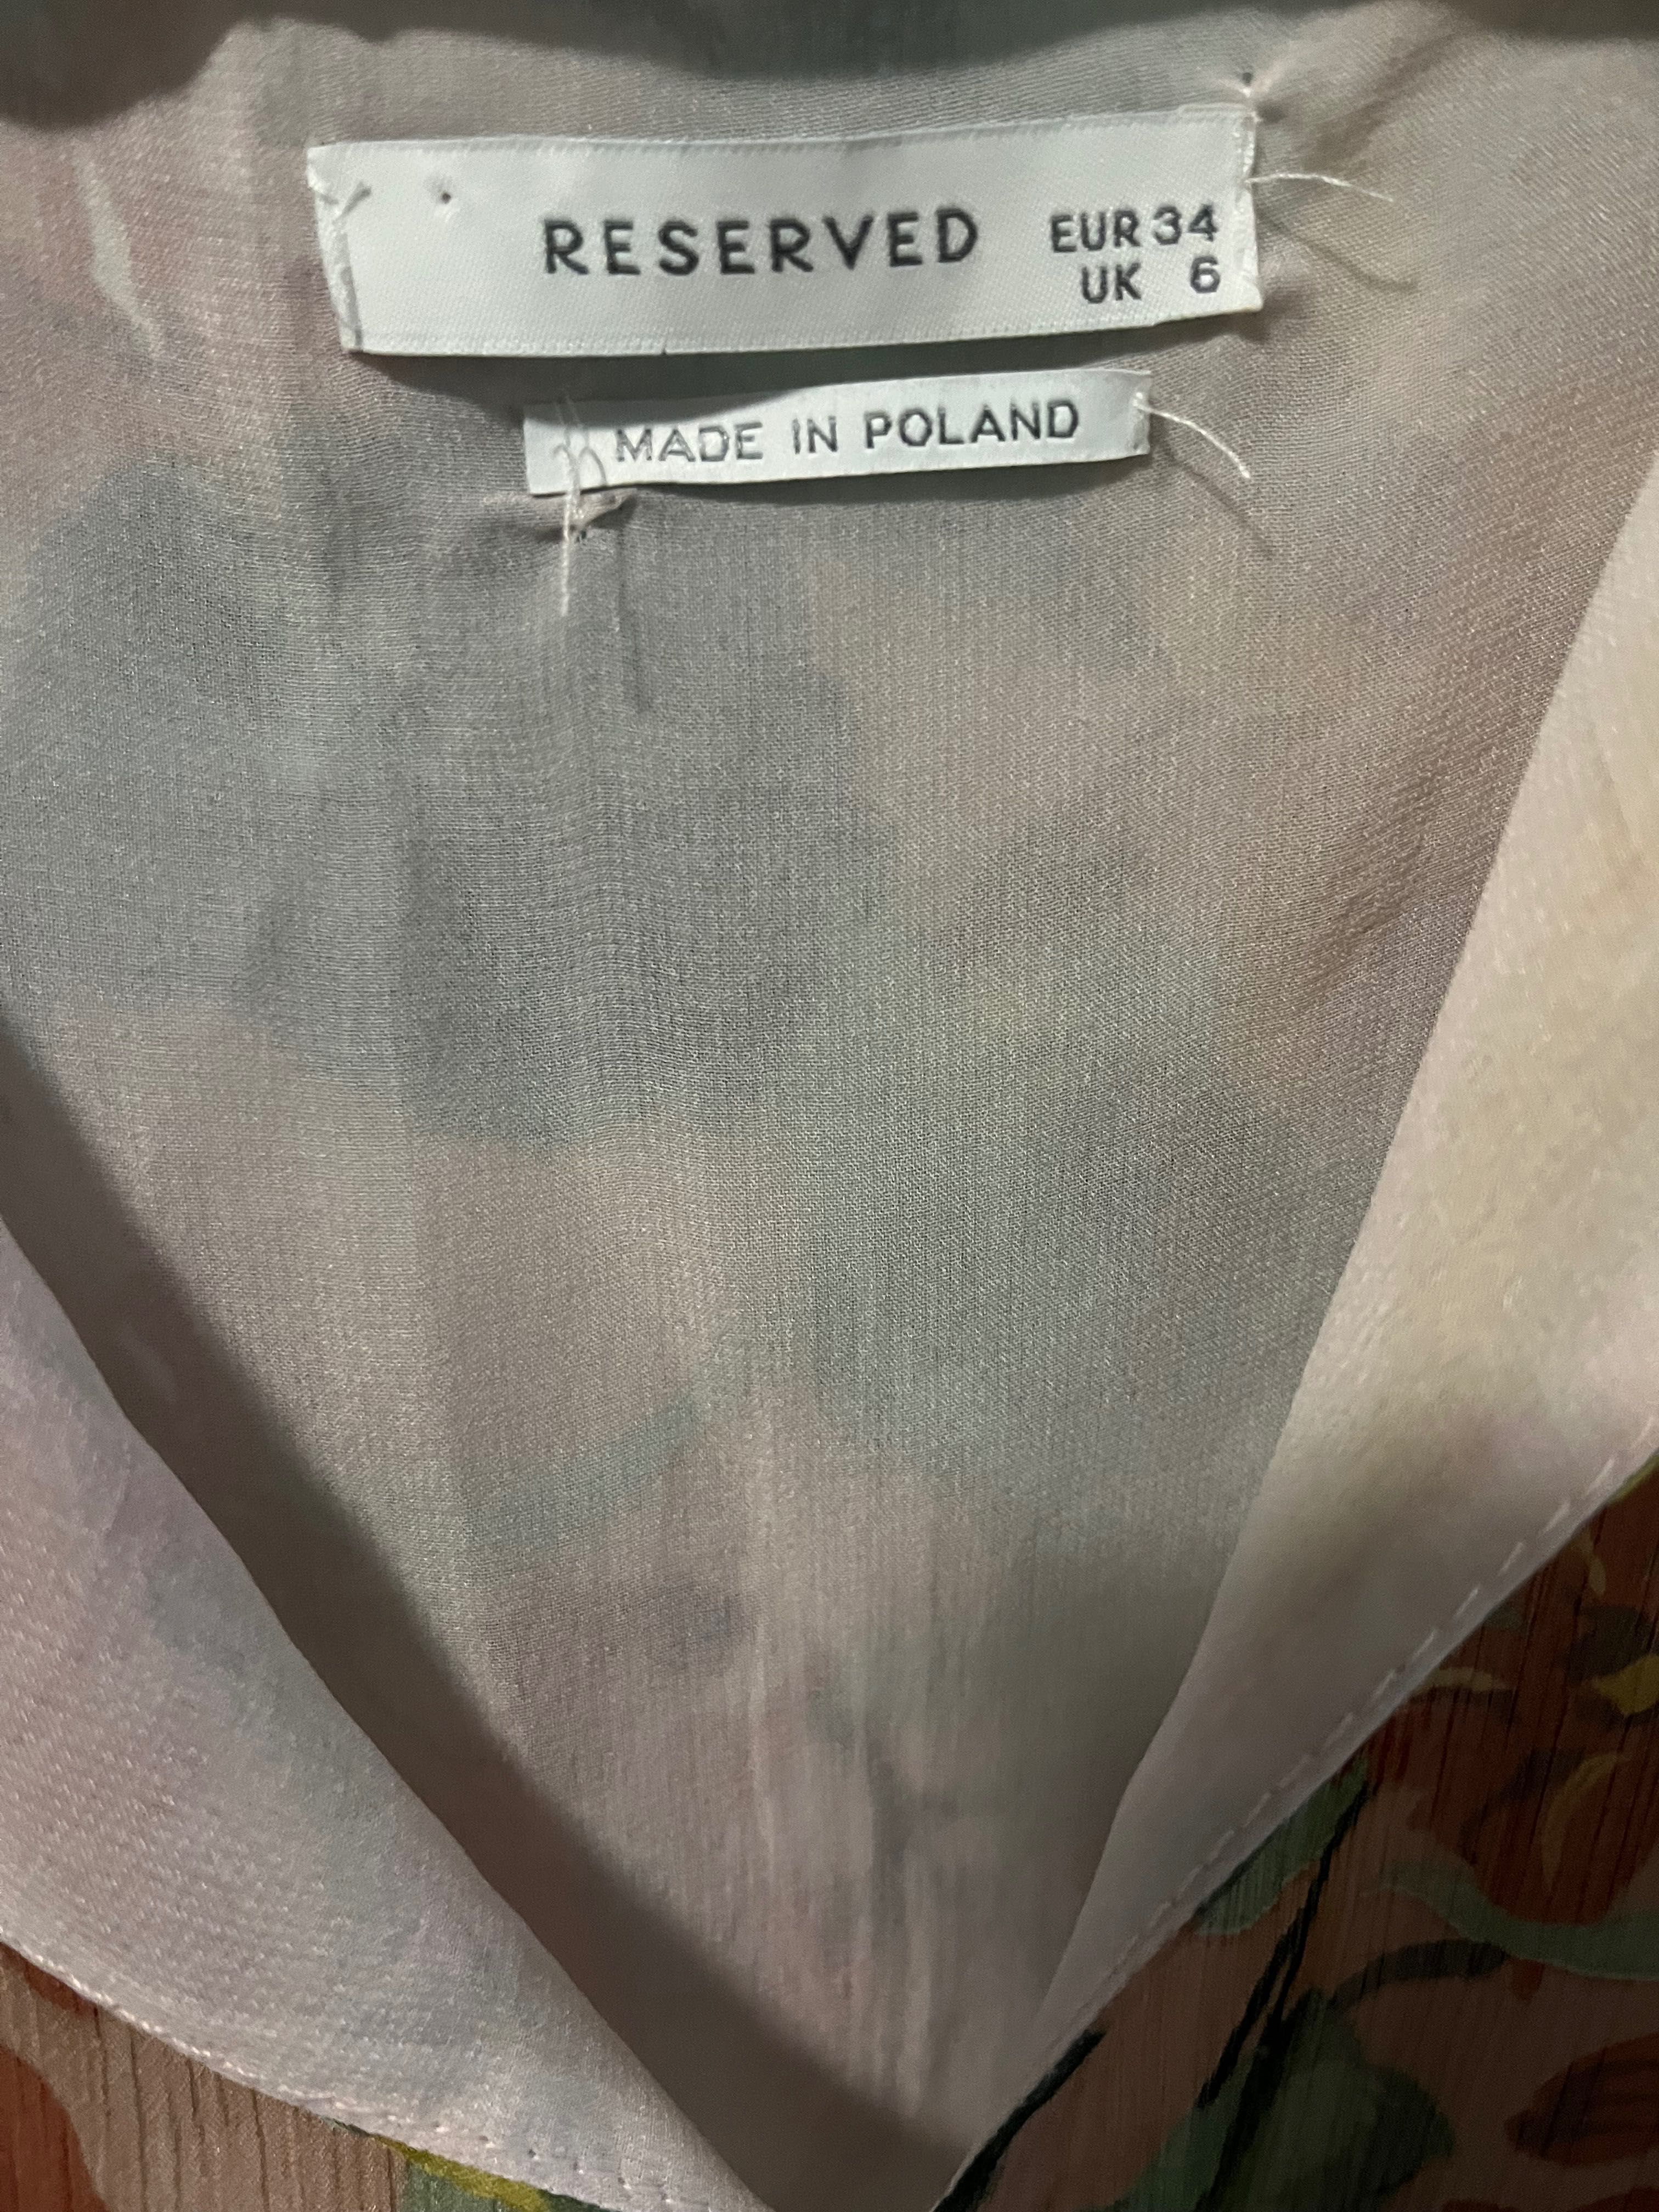 RESERVED EUR 34
UK 6
MADE IN POLAND